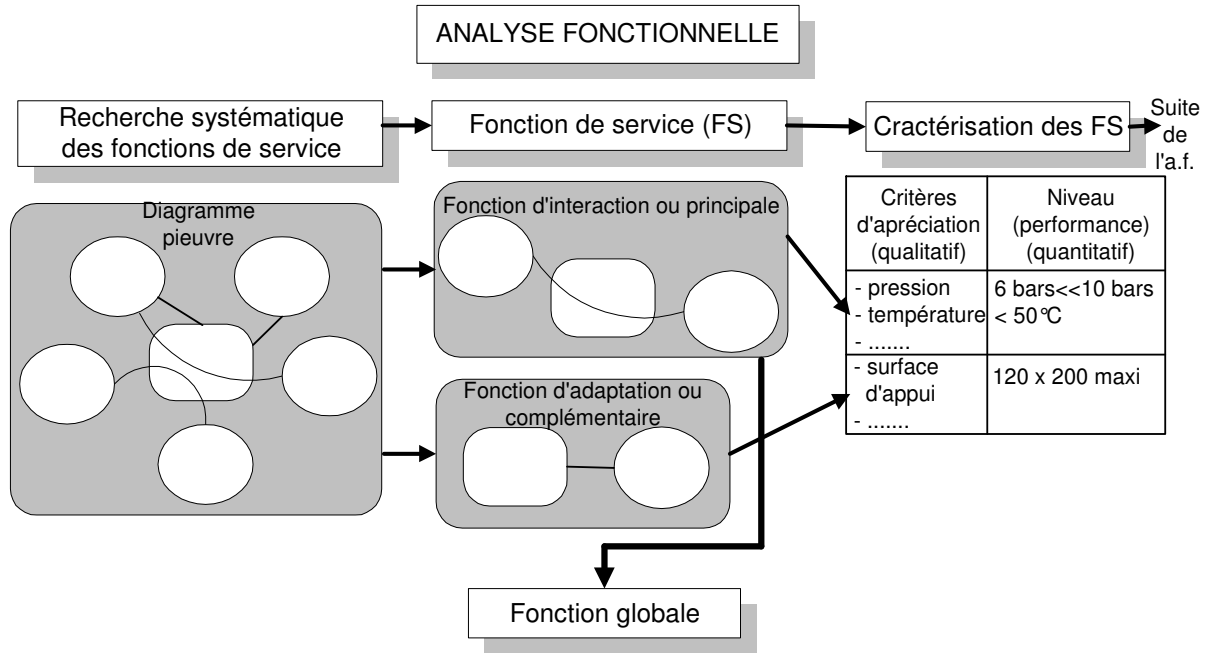 ANALYSE FONCTIONNELLE
Recherche systématique
des fonctions de service
Fonction de service (FS)
Cractérisation des FS
Suite
de
l'a.f.
Diagramme
pieuvre
Fonction d'interaction ou principale
Fonction d'adaptation ou
complémentaire
Critères
d'apréciation
(qualitatif)
Niveau
(performance)
(quantitatif)
- pression
- température
- .......
6 bars<<10 bars
< 50°C
- surface
d'appui
- .......
120 x 200 maxi
Fonction globale